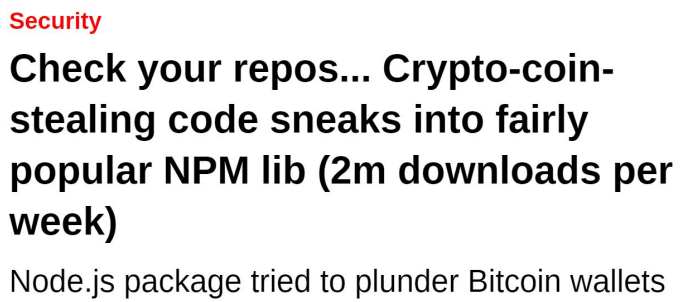 Security
Check your repos... Crypto-coin-
stealing code sneaks into fairly
popular NPM lib (2m downloads per
week)
Node.js package tried to plunder Bitcoin wallets